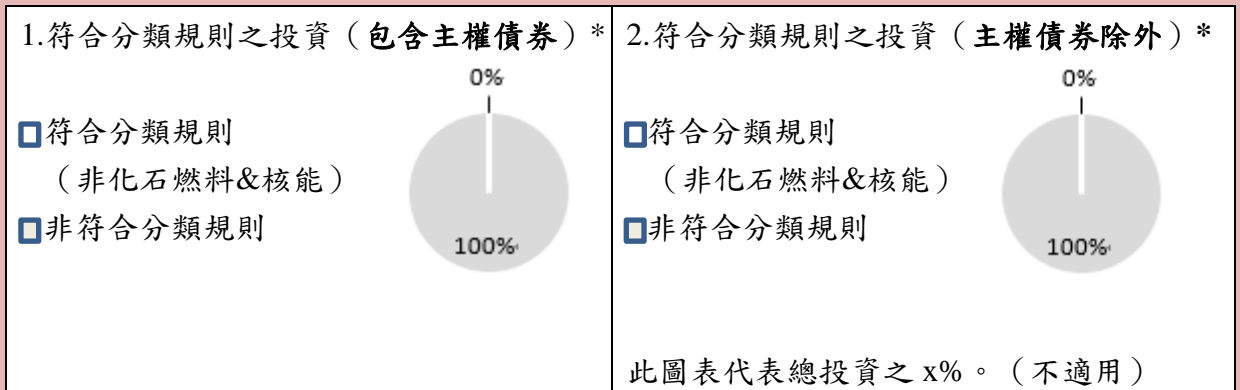 1.符合分類規則之投資（包含主權債券）*
0%
符合分類規則
（非化石燃料&核能）
非符合分類規則
100%
2.符合分類規則之投資（主權債券除外）*
0%
符合分類規則
（非化石燃料&核能）
非符合分類規則
100%
此圖表代表總投資之 x%。（不適用）